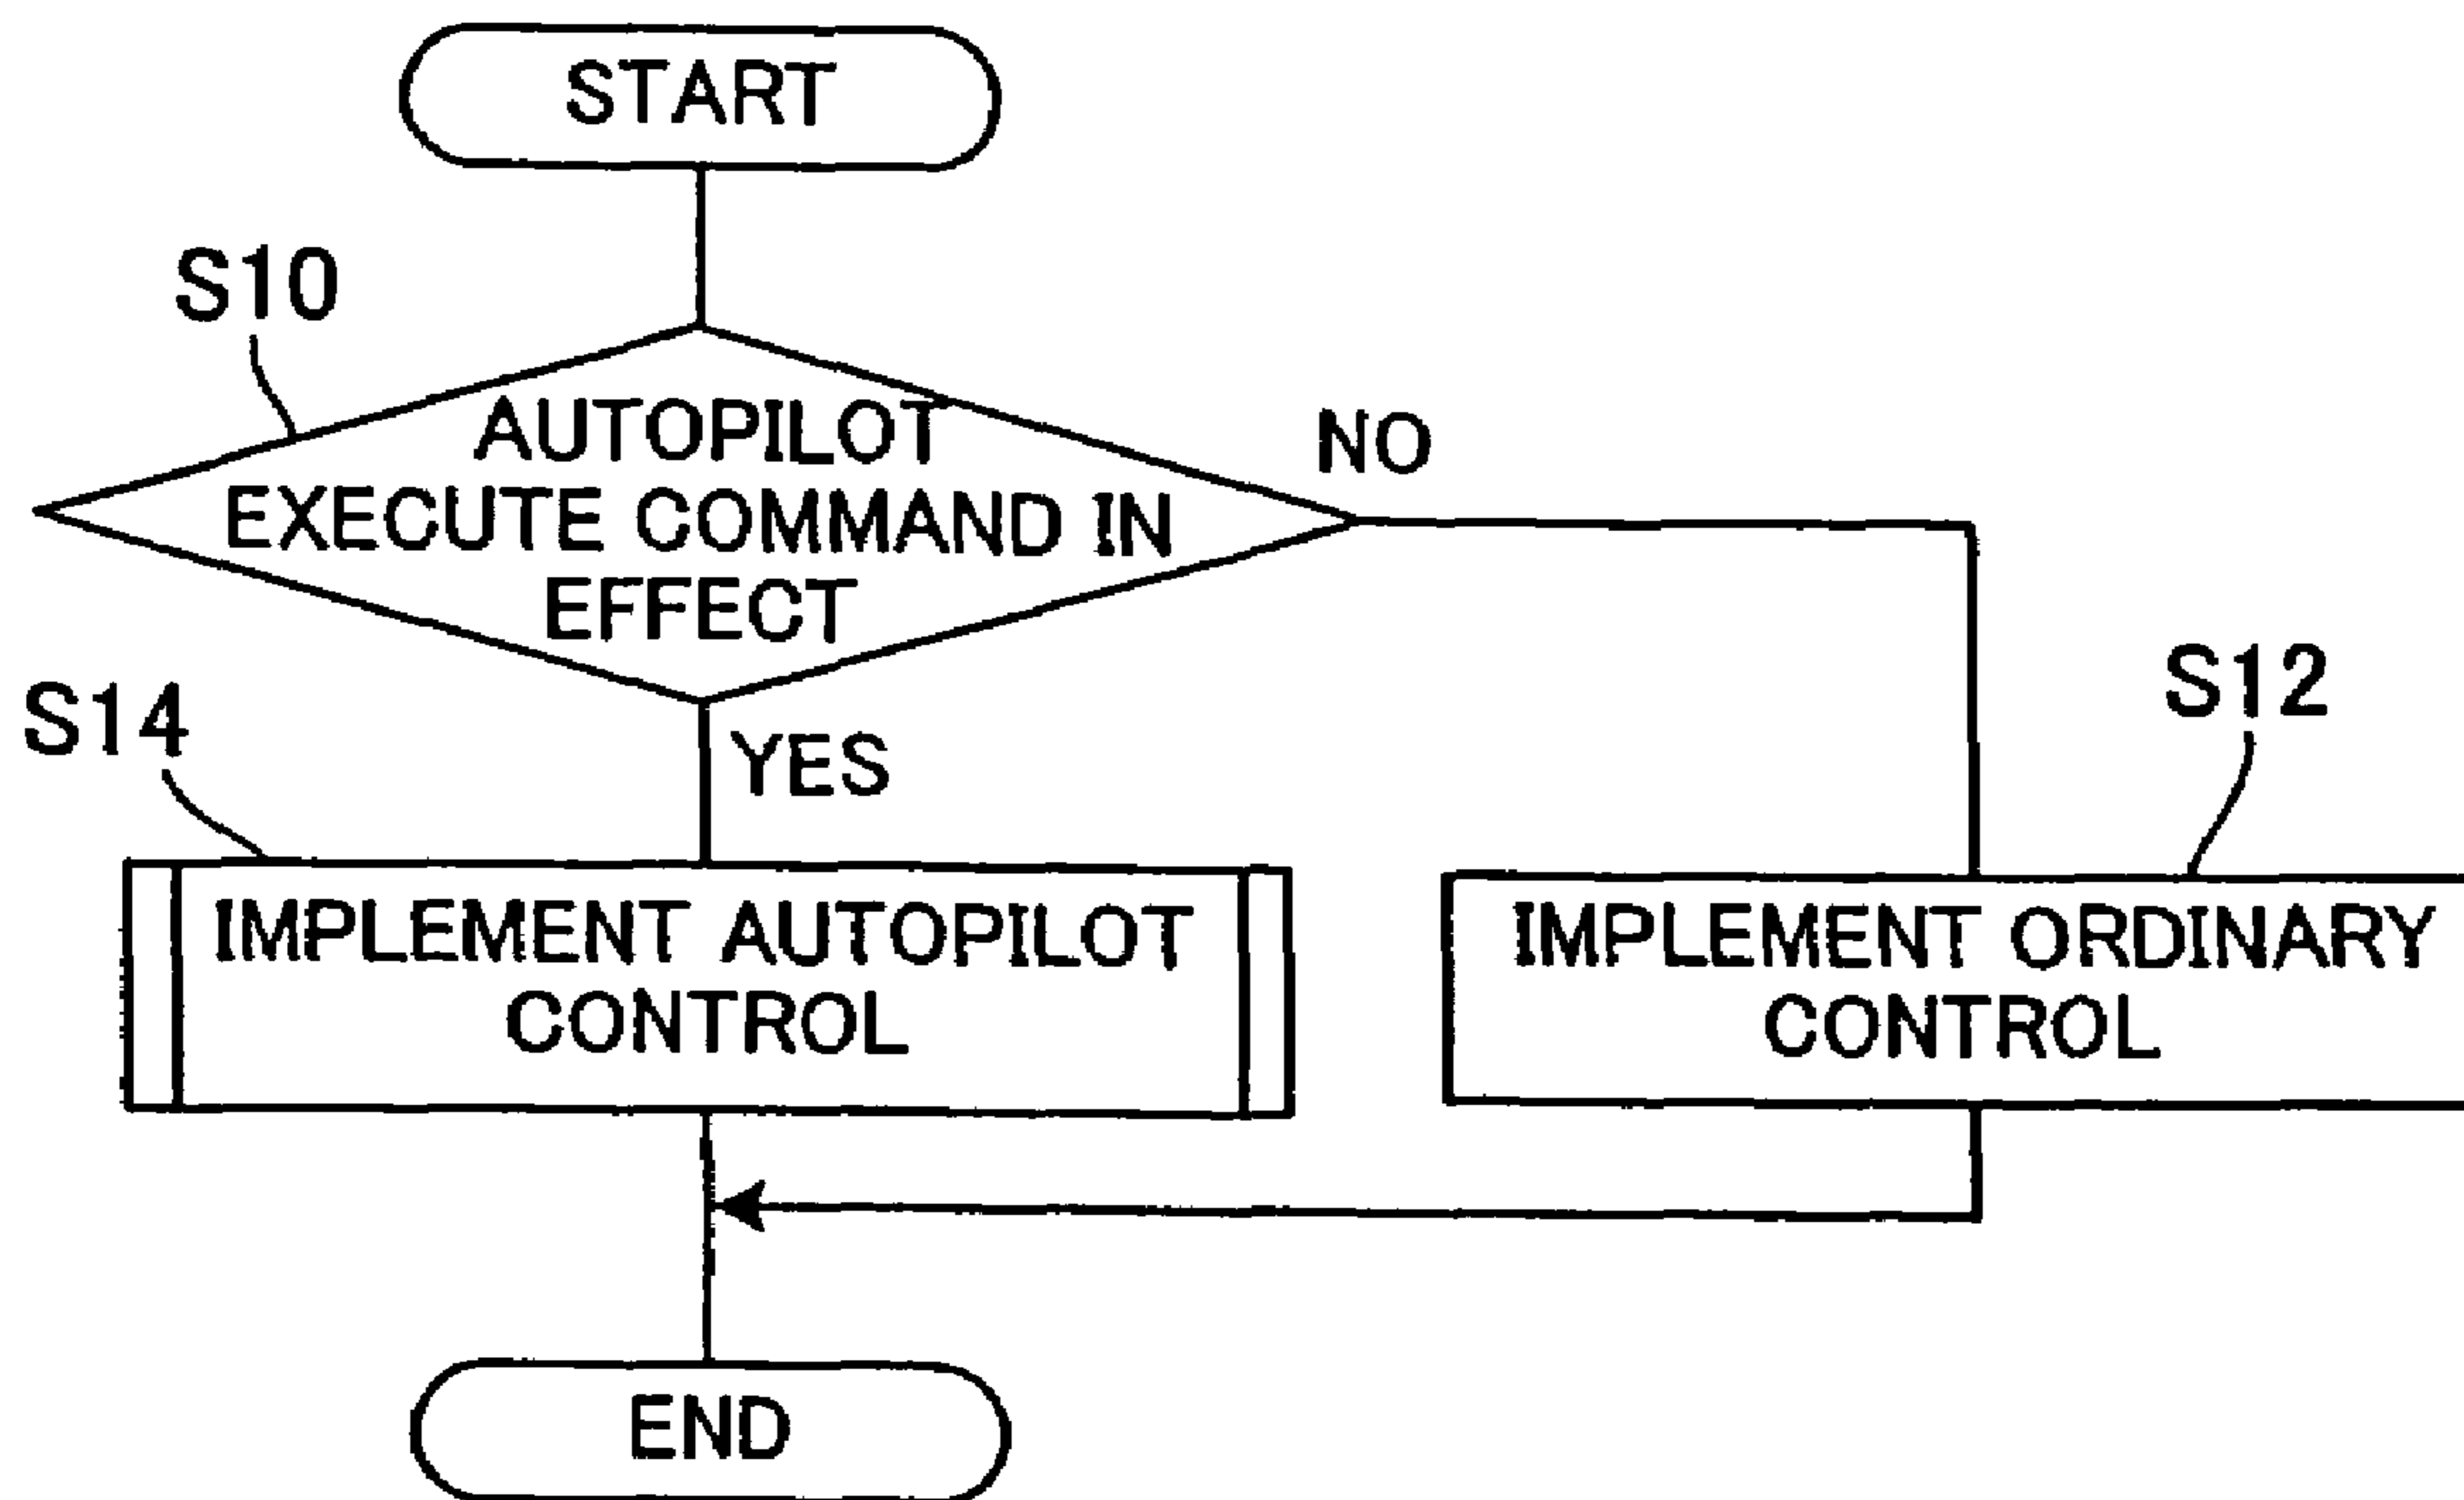 START
S10
AUTOPILOT
EXECUTE COMMAND IN
EFFECT
NO
YES
S14
S12
IMPLEMENT AUTOPILOT
CONTROL
IMPLEMENT ORDINARY
CONTROL
END